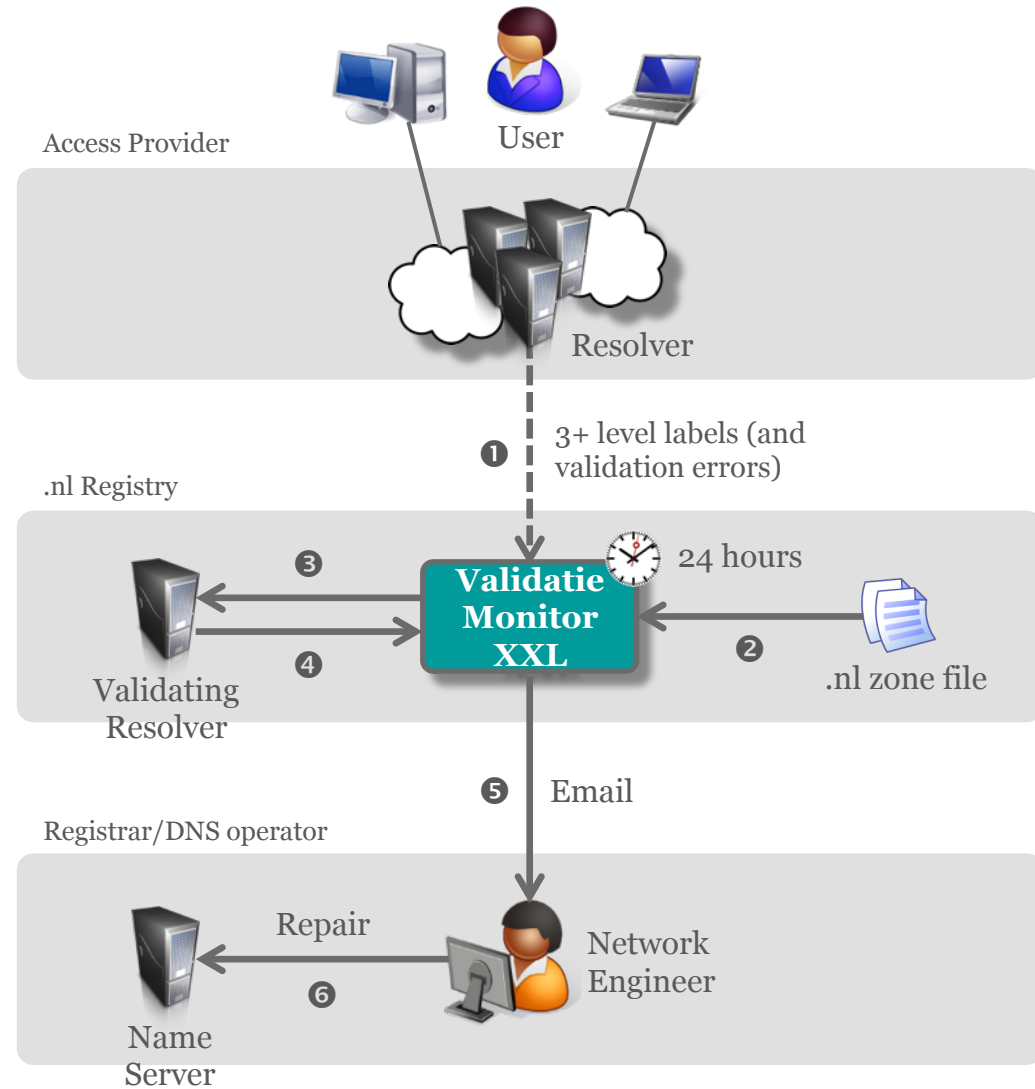 User
Access Provider
Resolver
❶
3+ level labels (and
validation errors)
.nl Registry
❸
24 hours
Validatie
Monitor
XXL
❷
❹
.nl zone file
Validating
Resolver
❺
Email
Registrar/DNS operator
Repair
❻
Network
Engineer
Name
Server